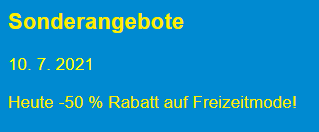 Sonderangebote
10. 7. 2021
Heute -50 % Rabatt auf Freizeitmode!